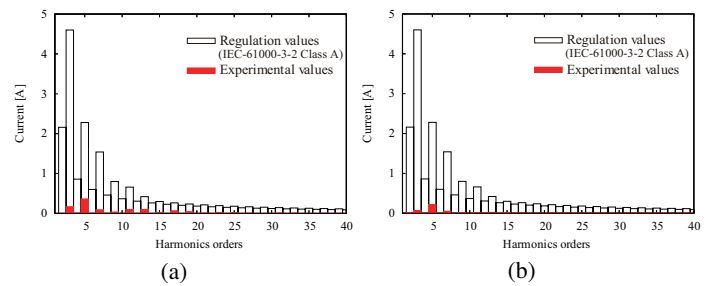 5
4
3
2
1
0
Current [A]
Regulation values
(IEC-61000-3-2 Class A)
Experimental values
5 10 15 20 25 30 35 40
Harmonics orders
(a)
5
4
3
2
1
0
Current [A]
Regulation values
(IEC-61000-3-2 Class A)
Experimental values
5 10 15 20 25 30 35 40
Harmonics orders
(b)